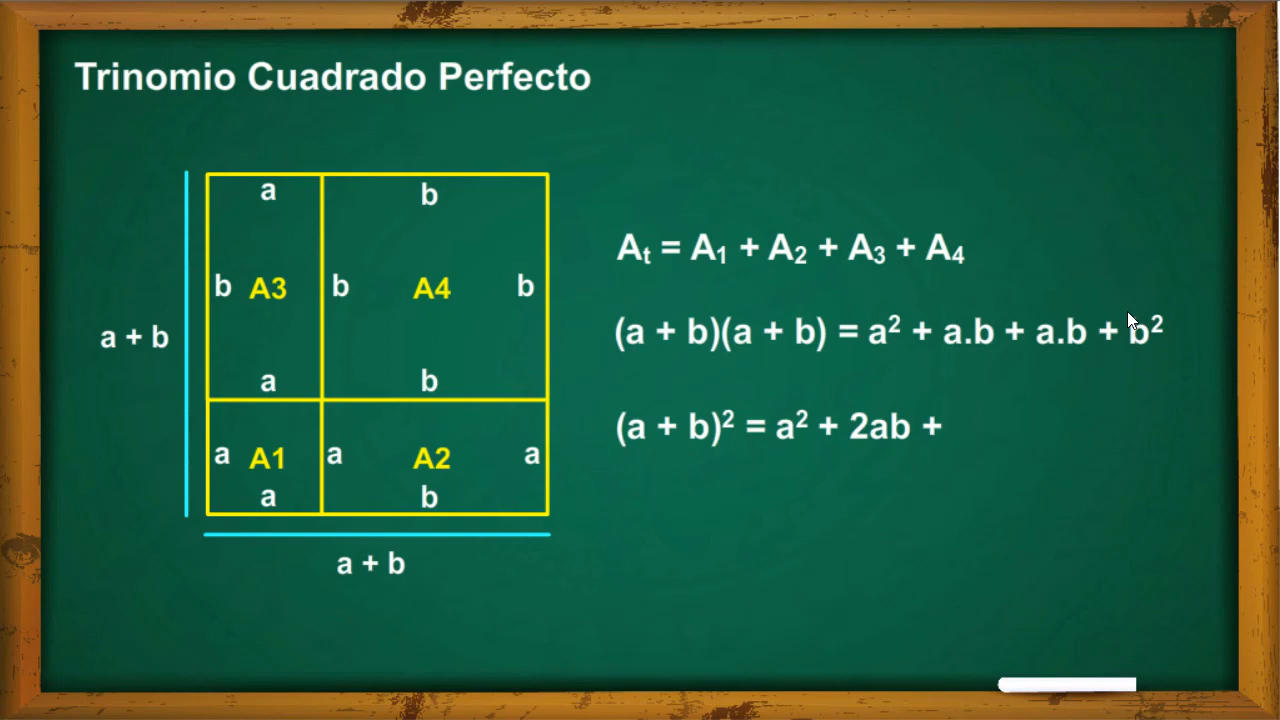 Trinomio Cuadrado Perfecto
a b
b A3 b A4 b
a + b
a b
a A1 a A2 a
a b
a + b
Aₜ = A₁ + A₂ + A₃ + A₄
(a + b)(a + b) = a² + a.b + a.b + b²
(a + b)² = a² + 2ab +